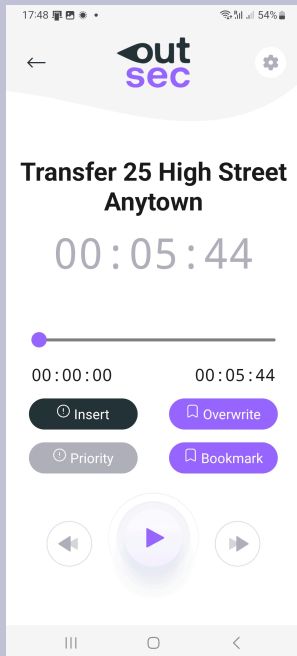 17:48 54%
out
sec
Transfer 25 High Street
Anytown
00:05:44
00:00:00 00:05:44
Insert Overwrite
Priority Bookmark